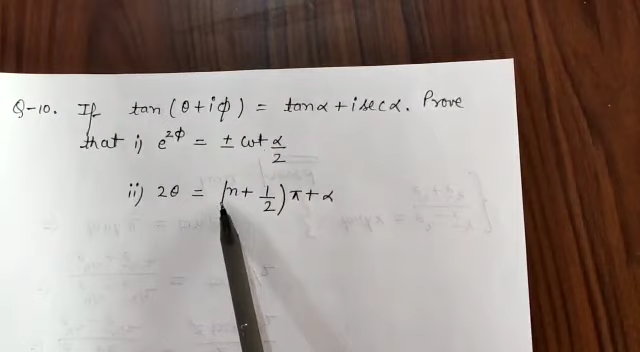 Q-10. If tan (θ+iϕ) = tanα + i secα. Prove
that i) e^{2ϕ} = ± cot α/2
ii) 2θ = (n + 1/2)π + α